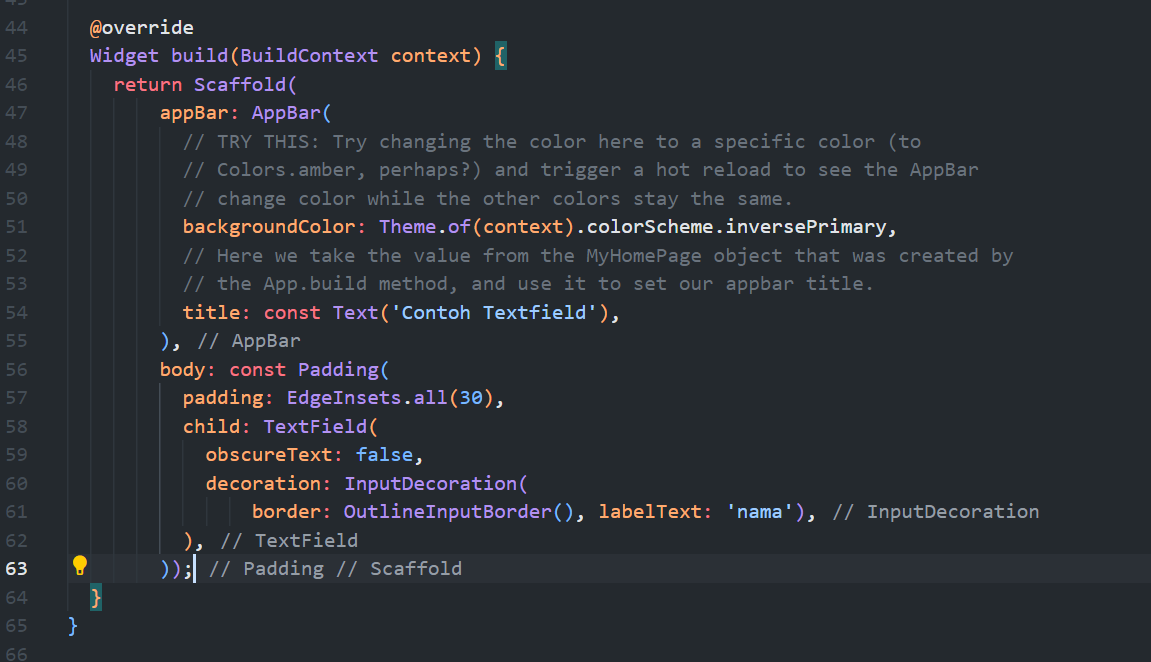 43
44 @override
45 Widget build(BuildContext context) {
46 return Scaffold(
47 appBar: AppBar(
48 // TRY THIS: Try changing the color here to a specific color (to
49 // Colors.amber, perhaps?) and trigger a hot reload to see the AppBar
50 // change color while the other colors stay the same.
51 backgroundColor: Theme.of(context).colorScheme.inversePrimary,
52 // Here we take the value from the MyHomePage object that was created by
53 // the App.build method, and use it to set our appbar title.
54 title: const Text('Contoh Textfield'),
55 ), // AppBar
56 body: const Padding(
57 padding: EdgeInsets.all(30),
58 child: TextField(
59 obscureText: false,
60 decoration: InputDecoration(
61 border: OutlineInputBorder(), labelText: 'nama'), // InputDecoration
62 ), // TextField
63 )); // Padding // Scaffold
64 }
65 }
66